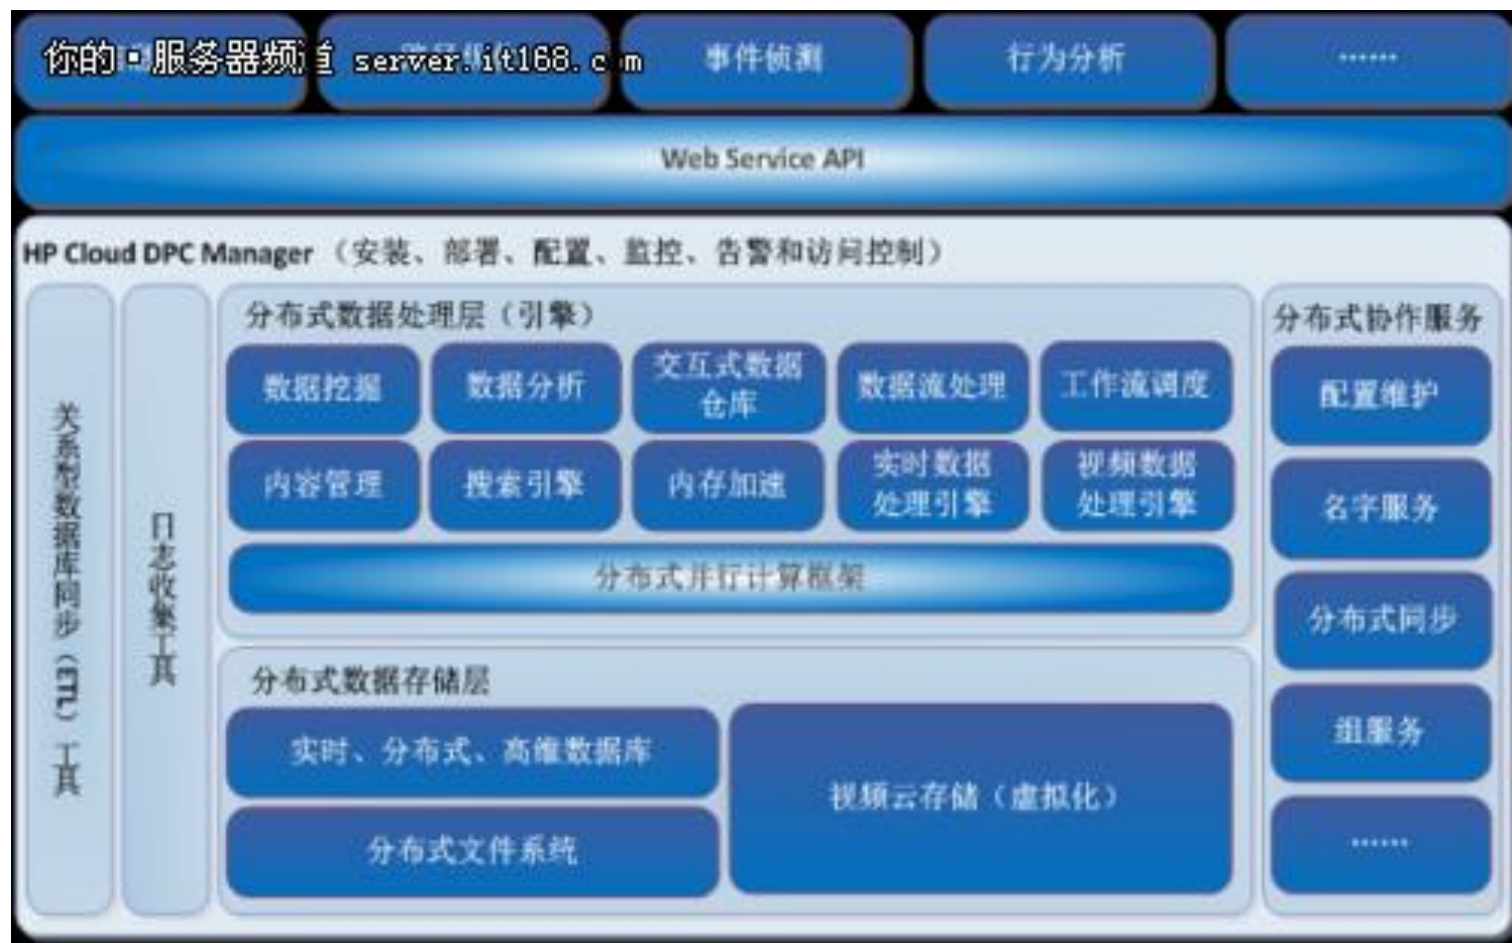 你的·服务器频道 server.it168.com
事件侦测
行为分析
……
Web Service API
HP Cloud DPC Manager（安装、部署、配置、监控、告警和访问控制）
关系型数据库同步（ETL）工具
日志收集工具
分布式数据处理层（引擎）
数据挖掘
数据分析
交互式数据
仓库
数据流处理
工作流调度
内容管理
搜索引擎
内存加速
实时数据
处理引擎
视频数据
处理引擎
分布式并行计算框架
分布式数据存储层
实时、分布式、高维数据库
分布式文件系统
视频云存储（虚拟化）
分布式协作服务
配置维护
名字服务
分布式同步
组服务
……